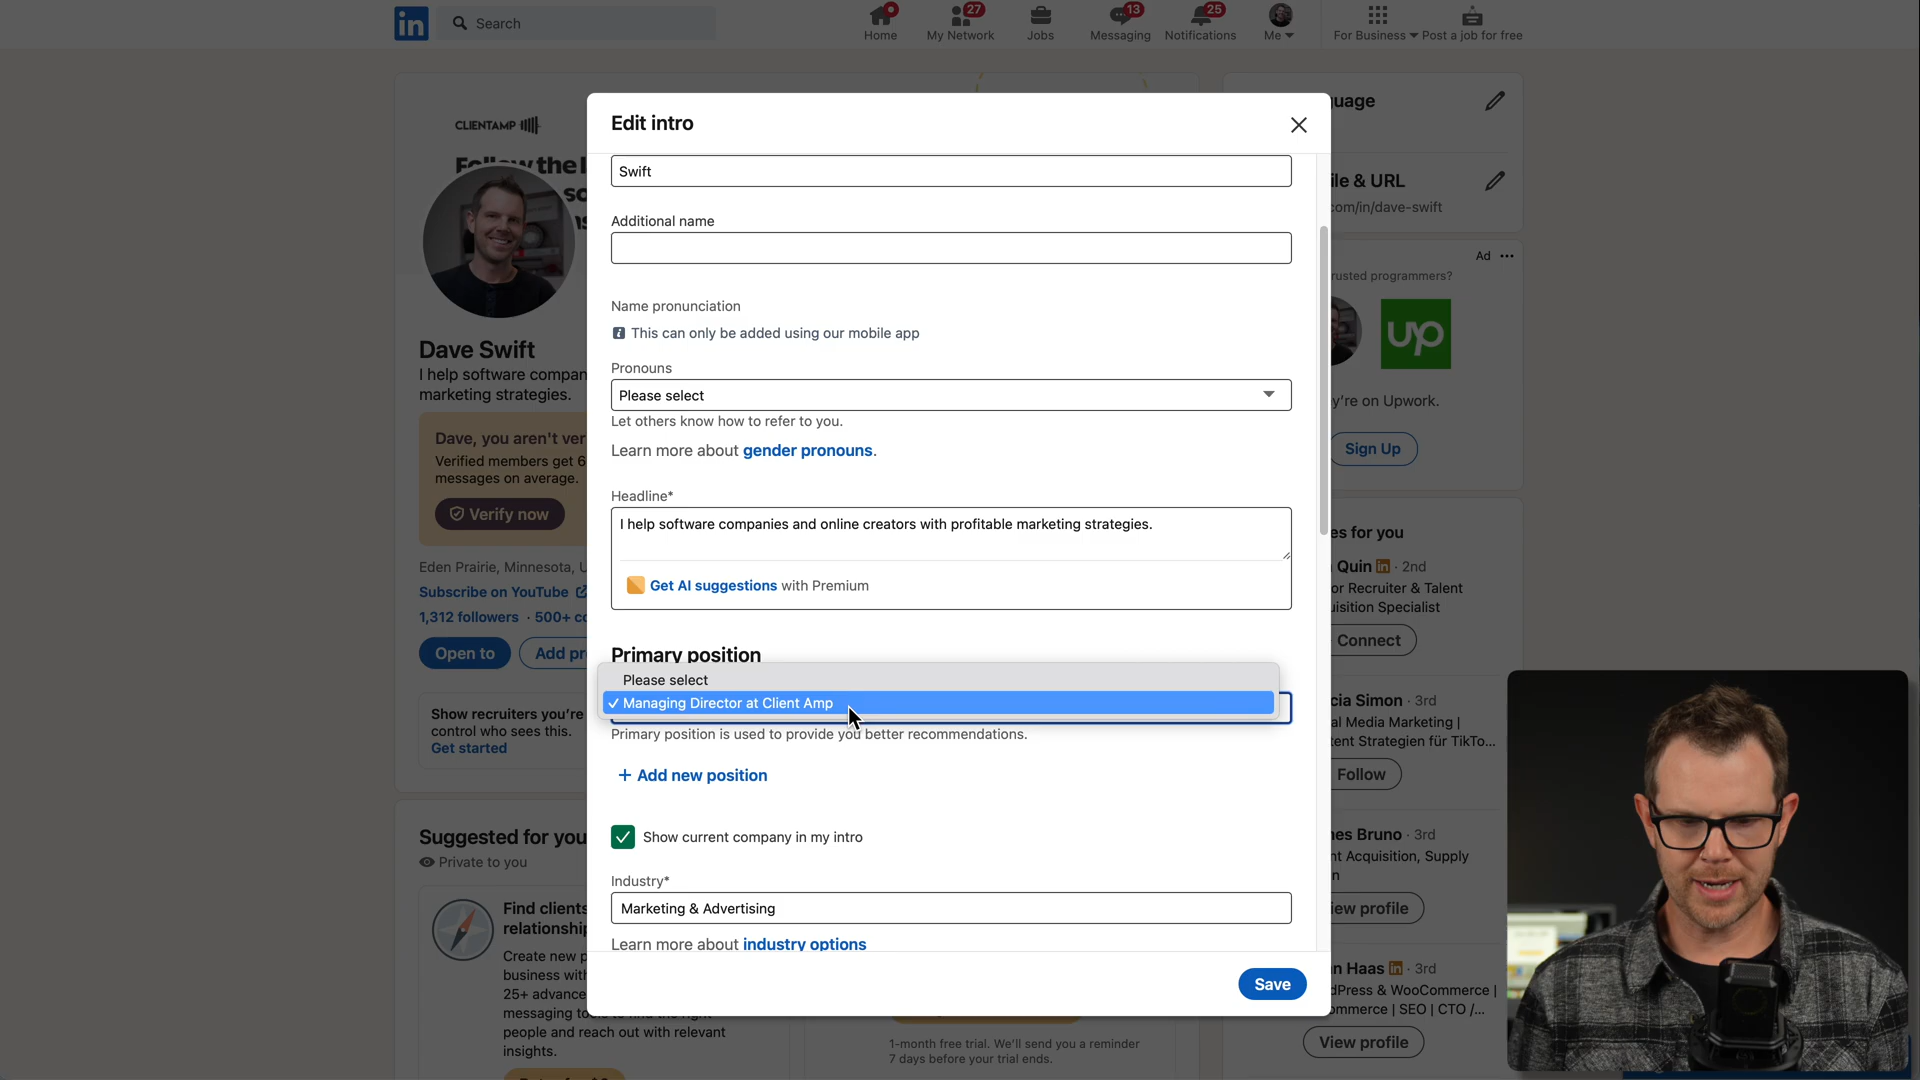 in
Search
27
13
25
Home
My Network
Jobs
Messaging
Notifications
Me
For Business
Post a job for free
Edit intro
Swift
Additional name
Name pronunciation
This can only be added using our mobile app
Pronouns
Please select
Let others know how to refer to you.
Learn more about gender pronouns.
Headline*
I help software companies and online creators with profitable marketing strategies.
Get AI suggestions with Premium
Primary position
Please select
Managing Director at Client Amp
Primary position is used to provide you better recommendations.
+ Add new position
Show current company in my intro
Industry*
Marketing & Advertising
Learn more about industry options
Save
CLIENTAMP
Follow the
Dave Swift
I help software compan
marketing strategies.
Dave, you aren't ver
Verified members get 6
messages on average.
Verify now
Eden Prairie, Minnesota, U
Subscribe on YouTube
1,312 followers · 500+ co
Open to
Add pr
Show recruiters you're
control who sees this.
Get started
Suggested for you
Private to you
Find clients
relationship
Create new
business with
25+ advance
messaging
people and reach out with relevant
insights.
1-month free trial. We'll send you a reminder
7 days before your trial ends.
uage
ile & URL
com/in/dave-swift
Ad
rusted programmers?
up
y're on Upwork.
Sign Up
es for you
Quin in · 2nd
or Recruiter & Talent
uisition Specialist
Connect
cia Simon · 3rd
al Media Marketing |
tent Strategien für TikTo...
Follow
es Bruno · 3rd
nt Acquisition, Supply
n
iew profile
n Haas in · 3rd
dPress & WooCommerce |
ommerce | SEO | CTO /...
View profile